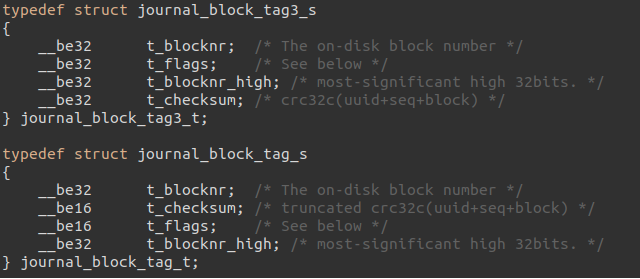 typedef struct journal_block_tag3_s
{
    __be32      t_blocknr;  /* The on-disk block number */
    __be32      t_flags;    /* See below */
    __be32      t_blocknr_high; /* most-significant high 32bits. */
    __be32      t_checksum; /* crc32c(uuid+seq+block) */
} journal_block_tag3_t;

typedef struct journal_block_tag_s
{
    __be32      t_blocknr;  /* The on-disk block number */
    __be16      t_checksum; /* truncated crc32c(uuid+seq+block) */
    __be16      t_flags;    /* See below */
    __be32      t_blocknr_high; /* most-significant high 32bits. */
} journal_block_tag_t;